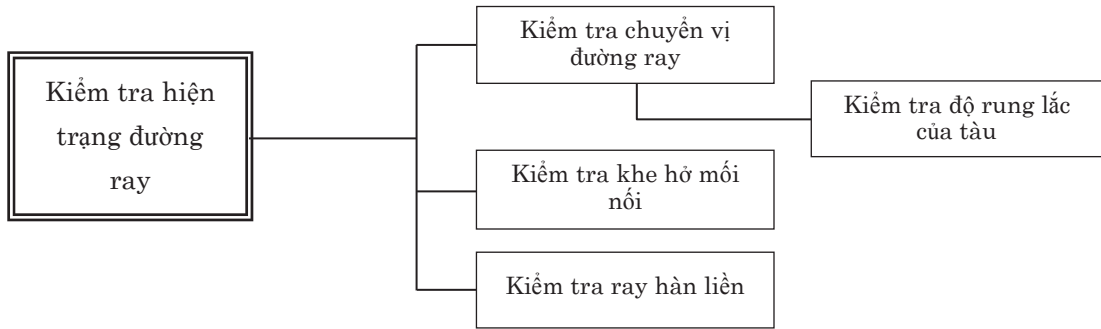 Kiểm tra hiện
trạng đường
ray
Kiểm tra chuyển vị
đường ray
Kiểm tra độ rung lắc
của tàu
Kiểm tra khe hở mối
nối
Kiểm tra ray hàn liền